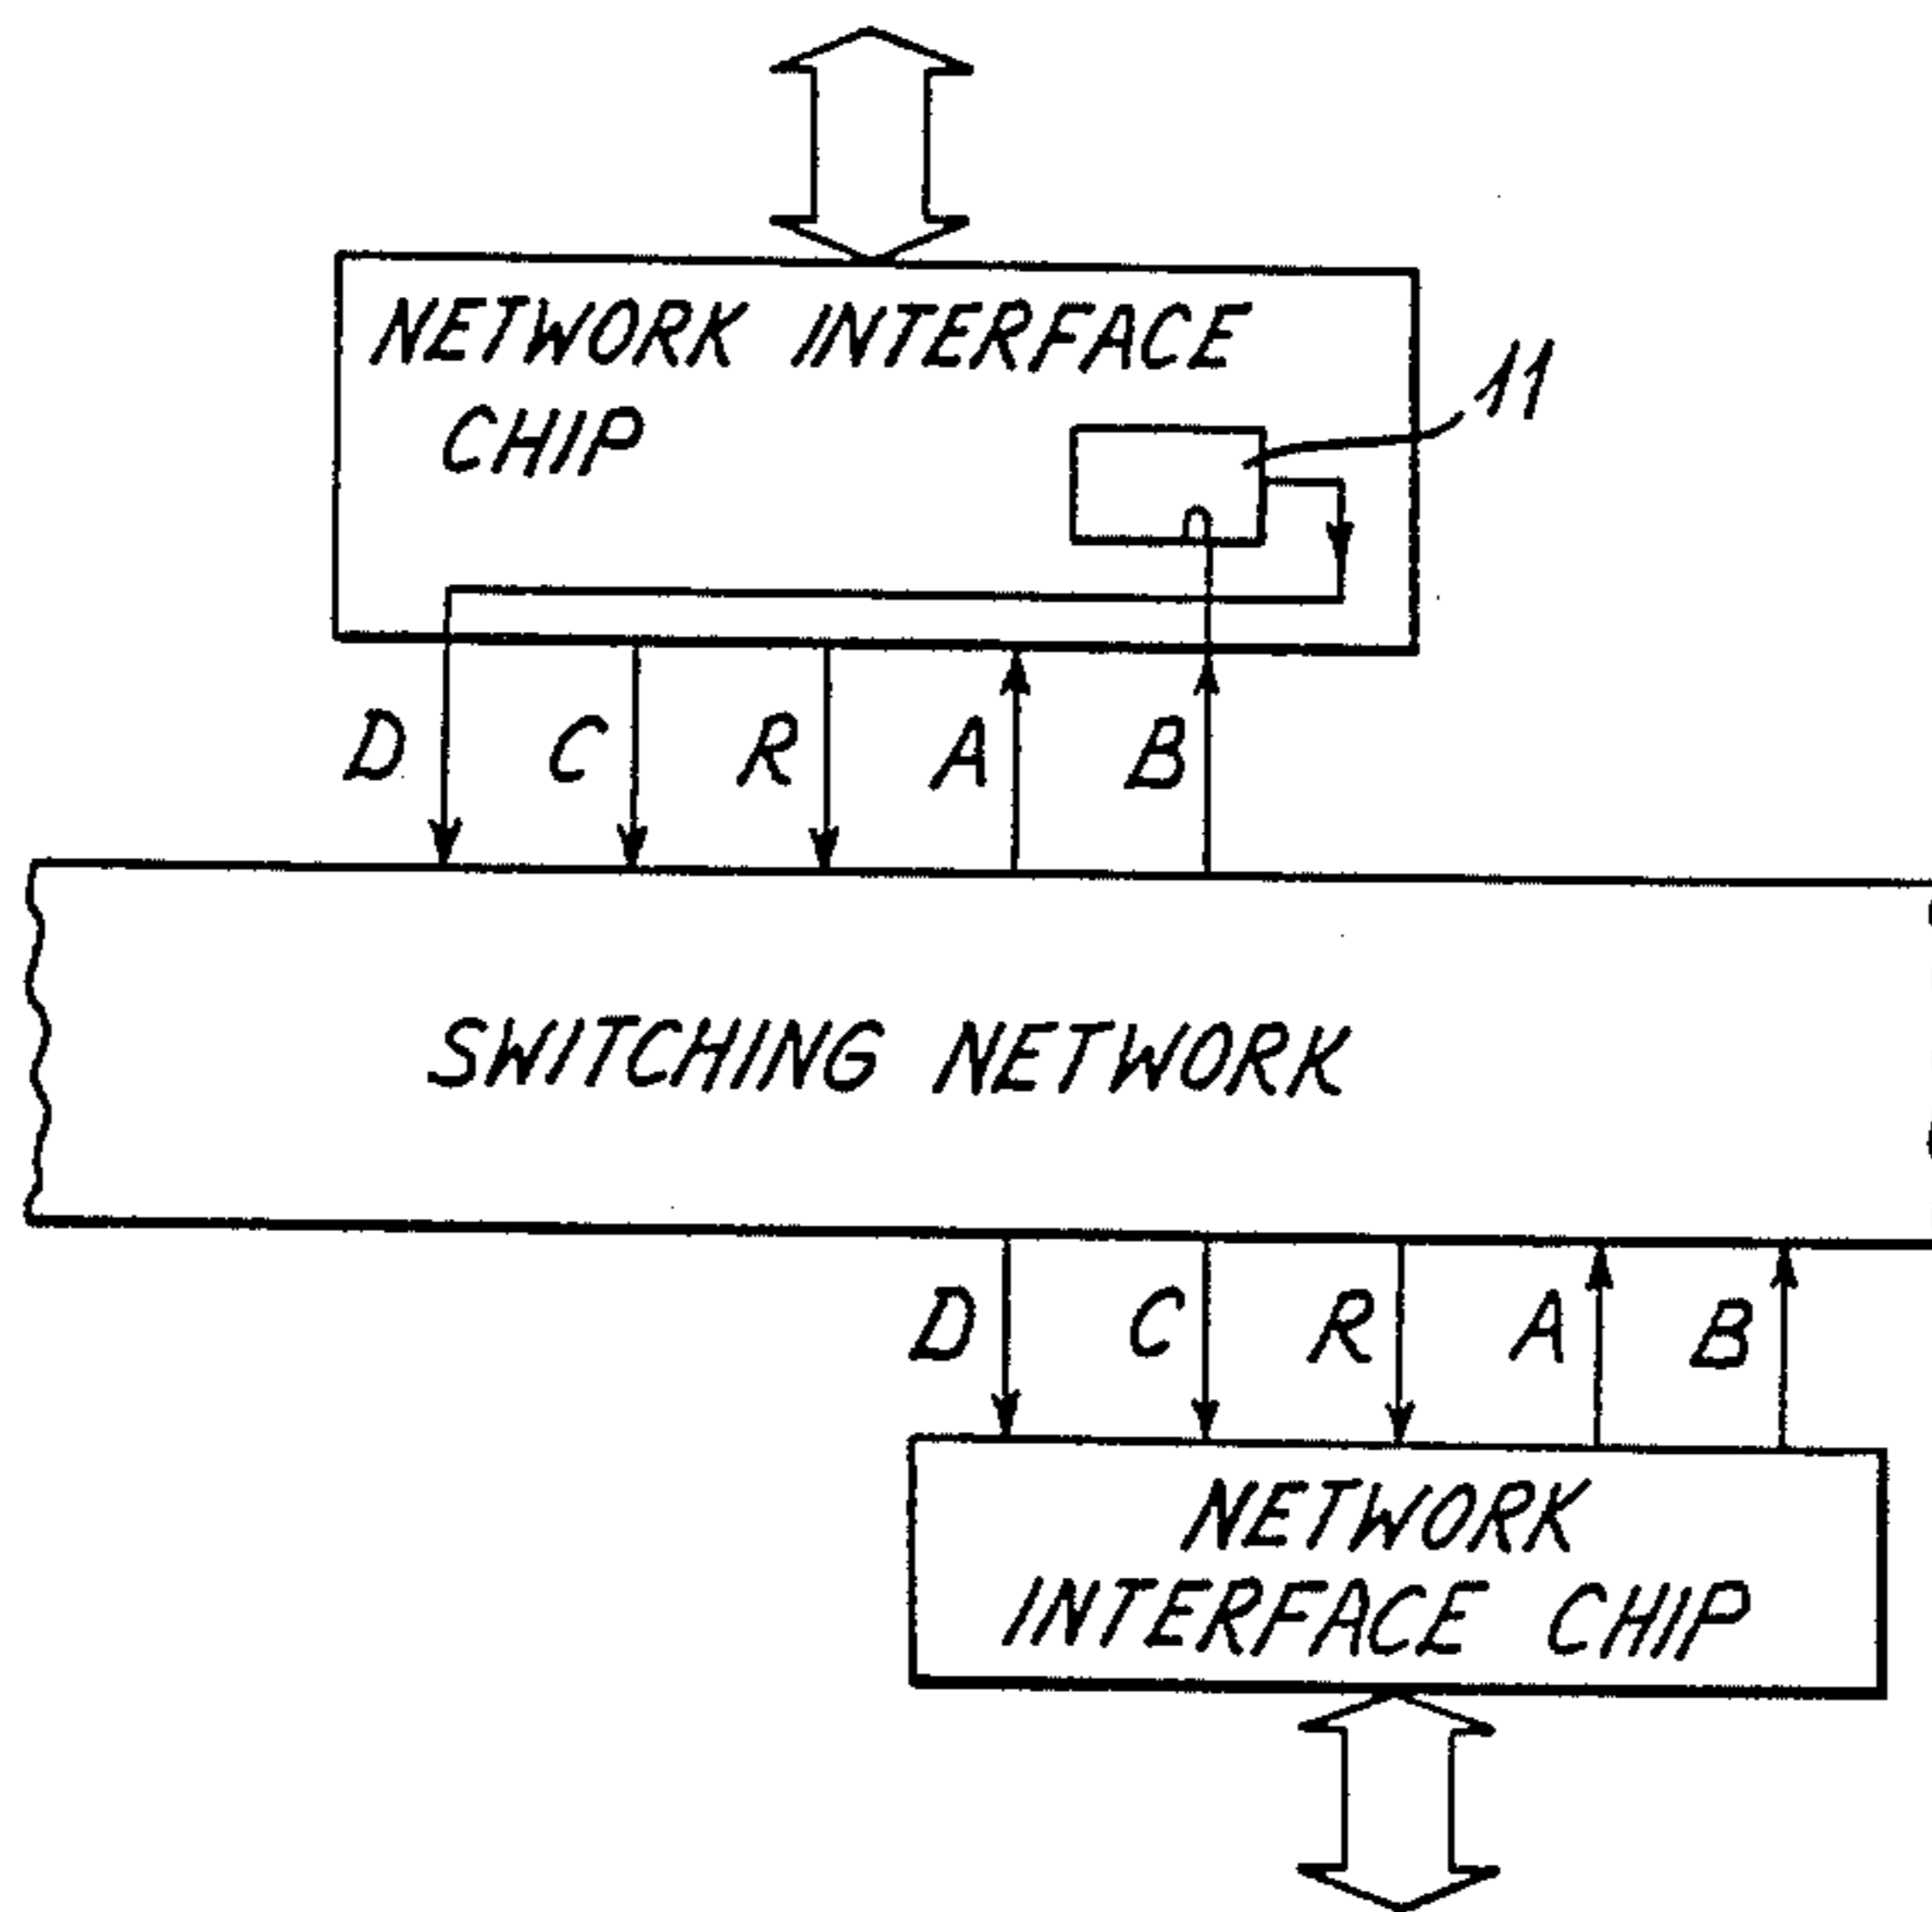 NETWORK INTERFACE
CHIP
11
D C R A B
SWITCHING NETWORK
D C R A B
NETWORK
INTERFACE CHIP